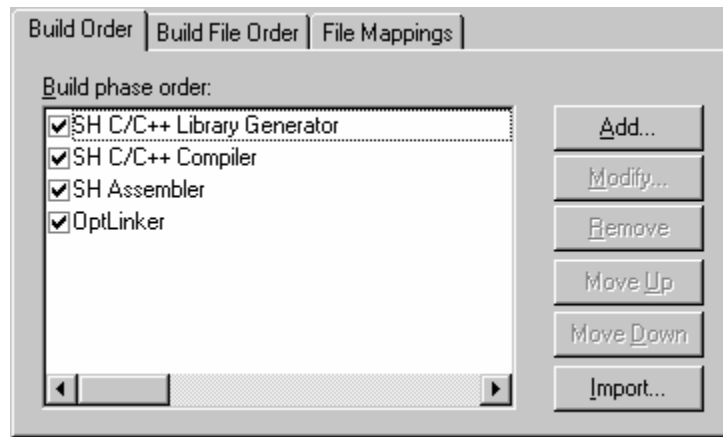 Build Order Build File Order File Mappings
Build phase order:
SH C/C++ Library Generator
SH C/C++ Compiler
SH Assembler
OptLinker
Add...
Modify...
Remove
Move Up
Move Down
Import...